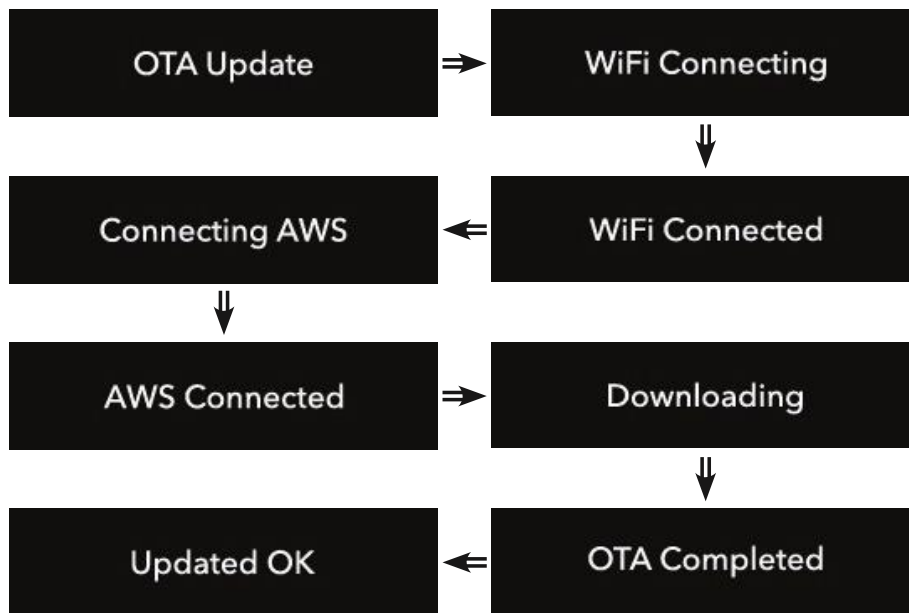 OTA Update
WiFi Connecting
WiFi Connected
Connecting AWS
AWS Connected
Downloading
OTA Completed
Updated OK